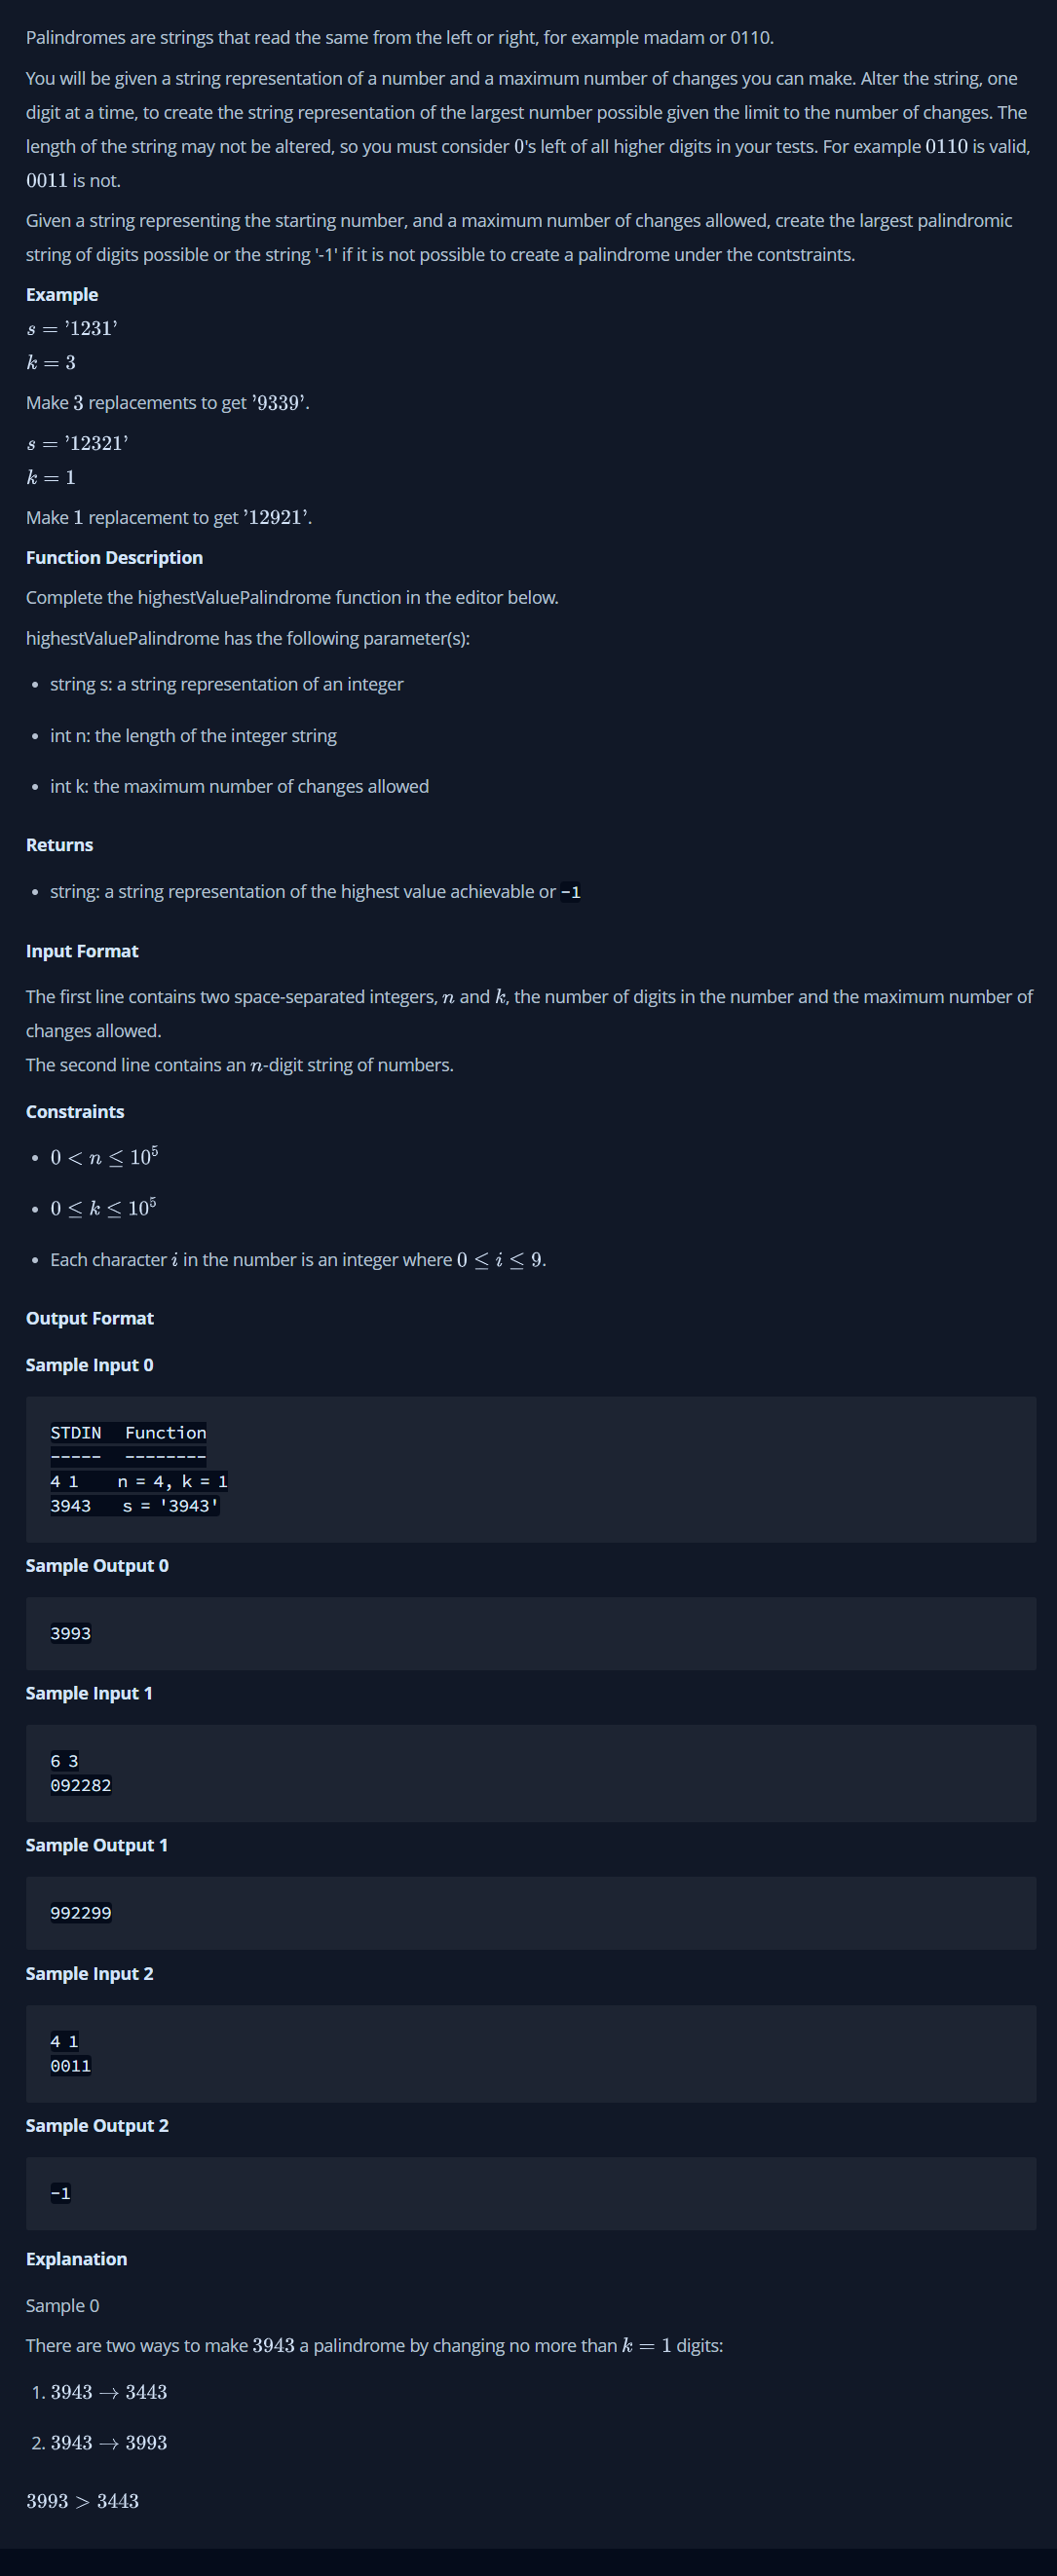 Palindromes are strings that read the same from the left or right, for example madam or 0110.
You will be given a string representation of a number and a maximum number of changes you can make. Alter the string, one
digit at a time, to create the string representation of the largest number possible given the limit to the number of changes. The
length of the string may not be altered, so you must consider 0's left of all higher digits in your tests. For example 0110 is valid,
0011 is not.
Given a string representing the starting number, and a maximum number of changes allowed, create the largest palindromic
string of digits possible or the string '-1' if it is not possible to create a palindrome under the contstraints.
Example
s = '1231'
k = 3
Make 3 replacements to get '9339'.
s = '12321'
k = 1
Make 1 replacement to get '12921'.
Function Description
Complete the highestValuePalindrome function in the editor below.
highestValuePalindrome has the following parameter(s):
• string s: a string representation of an integer
• int n: the length of the integer string
• int k: the maximum number of changes allowed
Returns
• string: a string representation of the highest value achievable or -1
Input Format
The first line contains two space-separated integers, n and k, the number of digits in the number and the maximum number of
changes allowed.
The second line contains an n-digit string of numbers.
Constraints
• 0 < n ≤ 10⁵
• 0 ≤ k ≤ 10⁵
• Each character i in the number is an integer where 0 ≤ i ≤ 9.
Output Format
Sample Input 0
STDIN   Function
-----   --------
4 1     n = 4, k = 1
3943    s = '3943'
Sample Output 0
3993
Sample Input 1
6 3
092282
Sample Output 1
992299
Sample Input 2
4 1
0011
Sample Output 2
-1
Explanation
Sample 0
There are two ways to make 3943 a palindrome by changing no more than k = 1 digits:
1. 3943 → 3443
2. 3943 → 3993
3993 > 3443